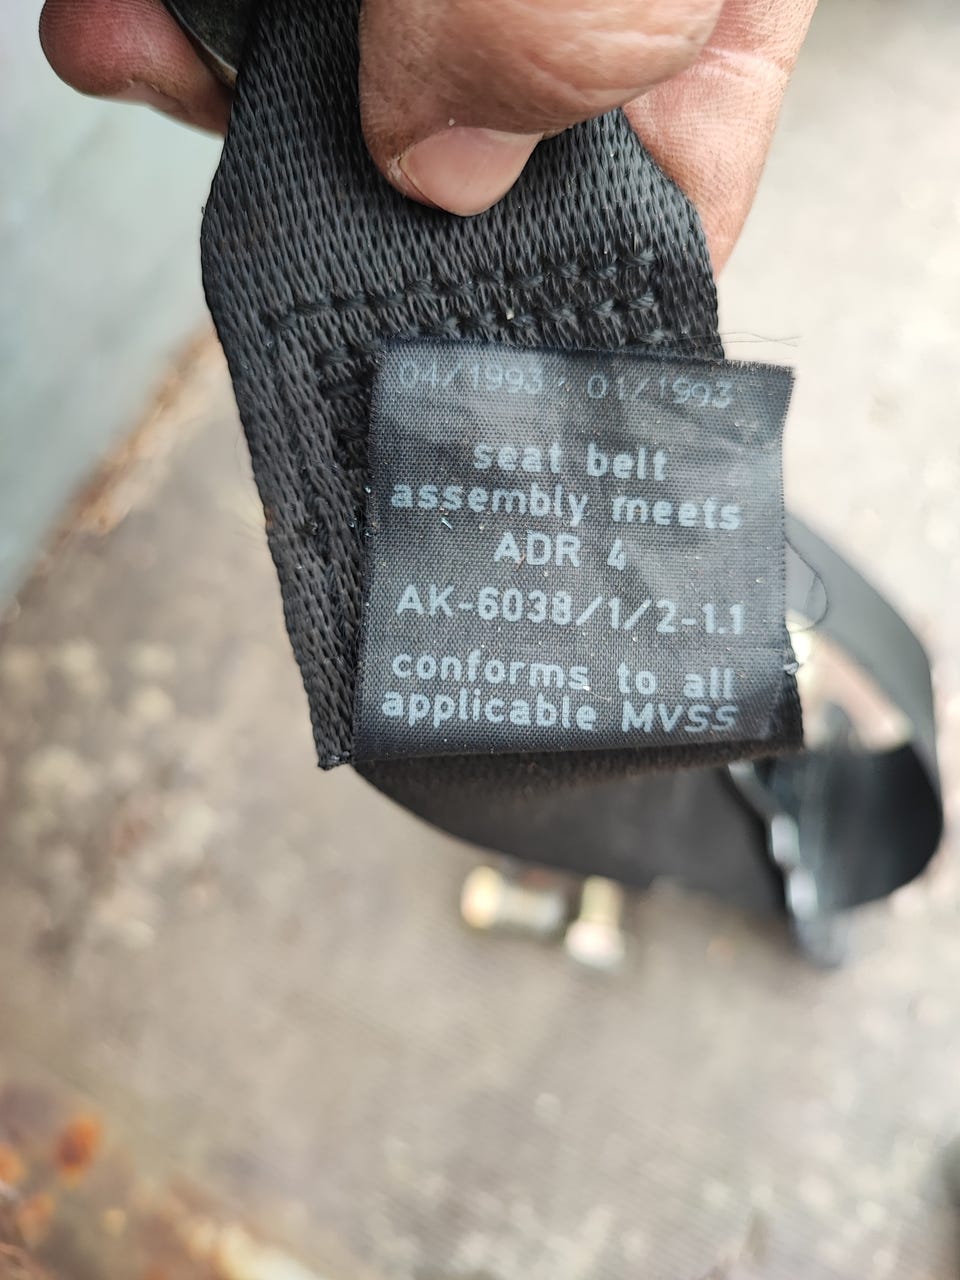 04/1993 01/1993
seat belt
assembly meets
ADR 4
AK-6038/1/2-1.1
conforms to all
applicable MVSS